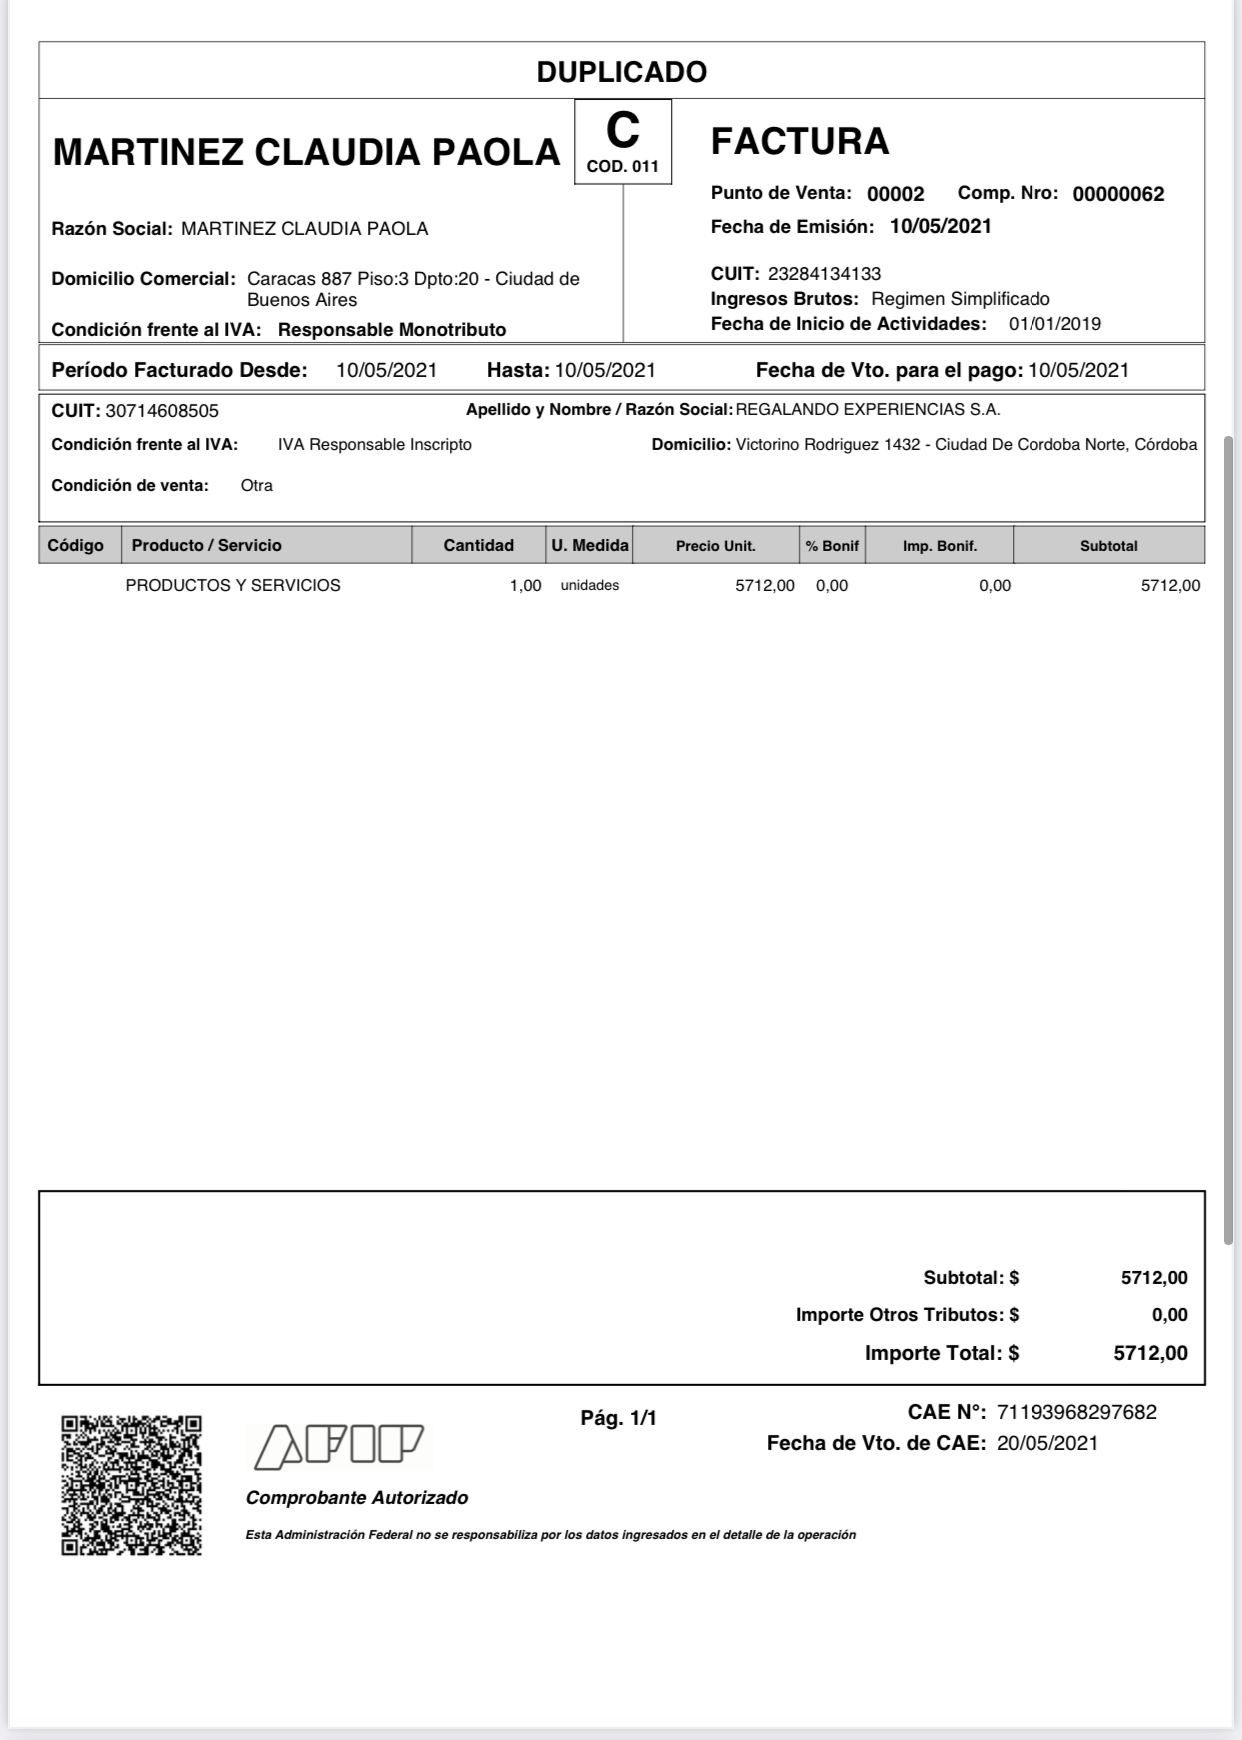 DUPLICADO
MARTINEZ CLAUDIA PAOLA
C
COD. 011
FACTURA
Punto de Venta: 00002 Comp. Nro: 00000062
Fecha de Emisión: 10/05/2021
Razón Social: MARTINEZ CLAUDIA PAOLA
Domicilio Comercial: Caracas 887 Piso:3 Dpto:20 - Ciudad de
Buenos Aires
Condición frente al IVA: Responsable Monotributo
CUIT: 23284134133
Ingresos Brutos: Regimen Simplificado
Fecha de Inicio de Actividades: 01/01/2019
Período Facturado Desde: 10/05/2021 Hasta: 10/05/2021 Fecha de Vto. para el pago: 10/05/2021
CUIT: 30714608505 Apellido y Nombre / Razón Social: REGALANDO EXPERIENCIAS S.A.
Condición frente al IVA: IVA Responsable Inscripto Domicilio: Victorino Rodriguez 1432 - Ciudad De Cordoba Norte, Córdoba
Condición de venta: Otra
Código Producto / Servicio Cantidad U. Medida Precio Unit. % Bonif Imp. Bonif. Subtotal
PRODUCTOS Y SERVICIOS 1,00 unidades 5712,00 0,00 0,00 5712,00
Subtotal: $ 5712,00
Importe Otros Tributos: $ 0,00
Importe Total: $ 5712,00
AFIP
Pág. 1/1
CAE N°: 71193968297682
Fecha de Vto. de CAE: 20/05/2021
Comprobante Autorizado
Esta Administración Federal no se responsabiliza por los datos ingresados en el detalle de la operación